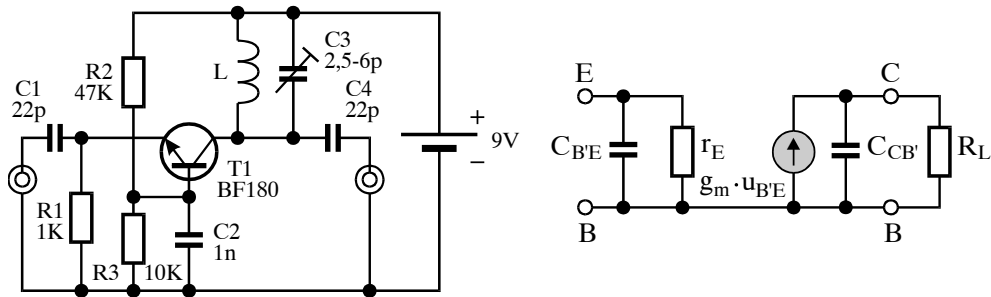 C1
22p
R2
47K
L
C3
2,5-6p
C4
22p
+
9V
−
T1
BF180
R1
1K
R3
10K
C2
1n
E
C
C_B'E
r_E
g_m·u_B'E
C_CB'
R_L
B
B